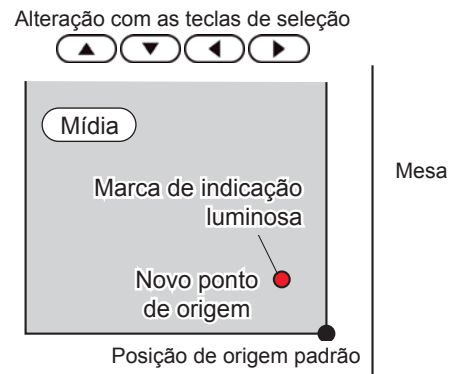 Alteração com as teclas de seleção
Mídia
Mesa
Marca de indicação
luminosa
Novo ponto
de origem
Posição de origem padrão